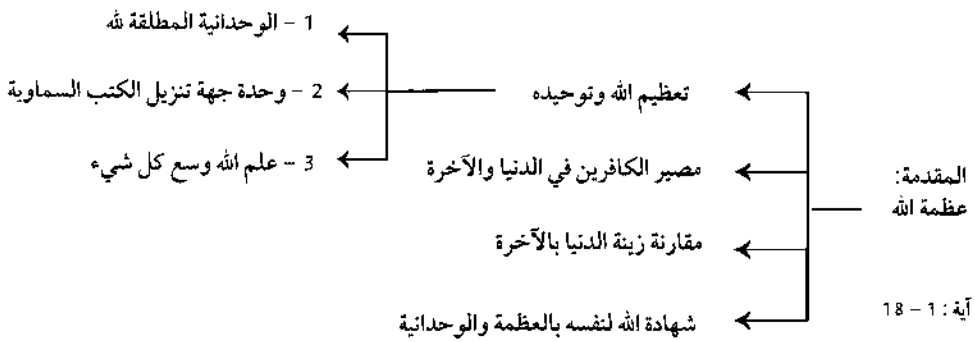 المقدمة:
عظمة الله
آية : 1 – 18
تعظيم الله وتوحيده
1 – الوحدانية المطلقة لله
2 – وحدة جهة تنزيل الكتب السماوية
3 – علم الله وسع كل شيء
مصير الكافرين في الدنيا والآخرة
مقارنة زينة الدنيا بالآخرة
شهادة الله لنفسه بالعظمة والوحدانية